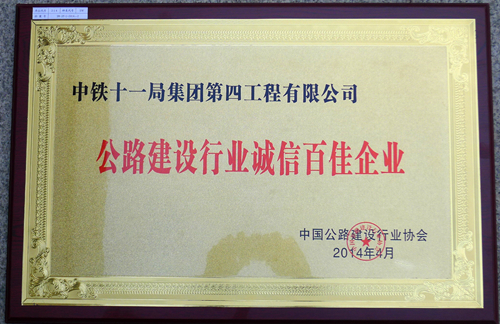 中铁十一局集团第四工程有限公司
公路建设行业诚信百佳企业
中国公路建设行业协会
2014年4月